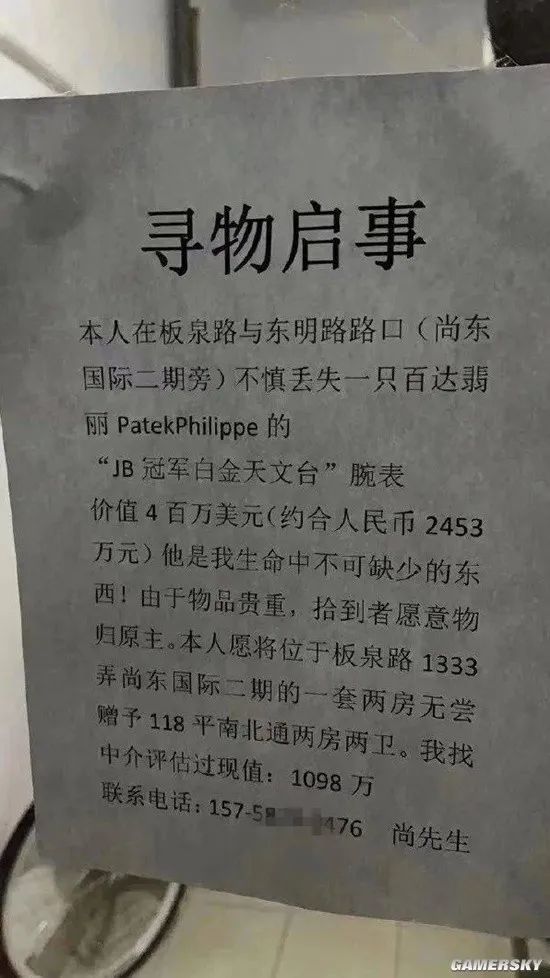 寻物启事
本人在板泉路与东明路路口（尚东
国际二期旁）不慎丢失一只百达翡
丽 PatekPhilippe 的
“JB 冠军白金天文台”腕表
价值 4 百万美元（约合人民币 2453
万元）他是我生命中不可缺少的东
西！由于物品贵重，拾到者愿意物
归原主。本人愿将位于板泉路 1333
弄尚东国际二期的一套两房无尝
赠予 118 平南北通两房两卫。我找
中介评估过现值：1098 万
联系电话：157-5 476 尚先生
GAMERSKY